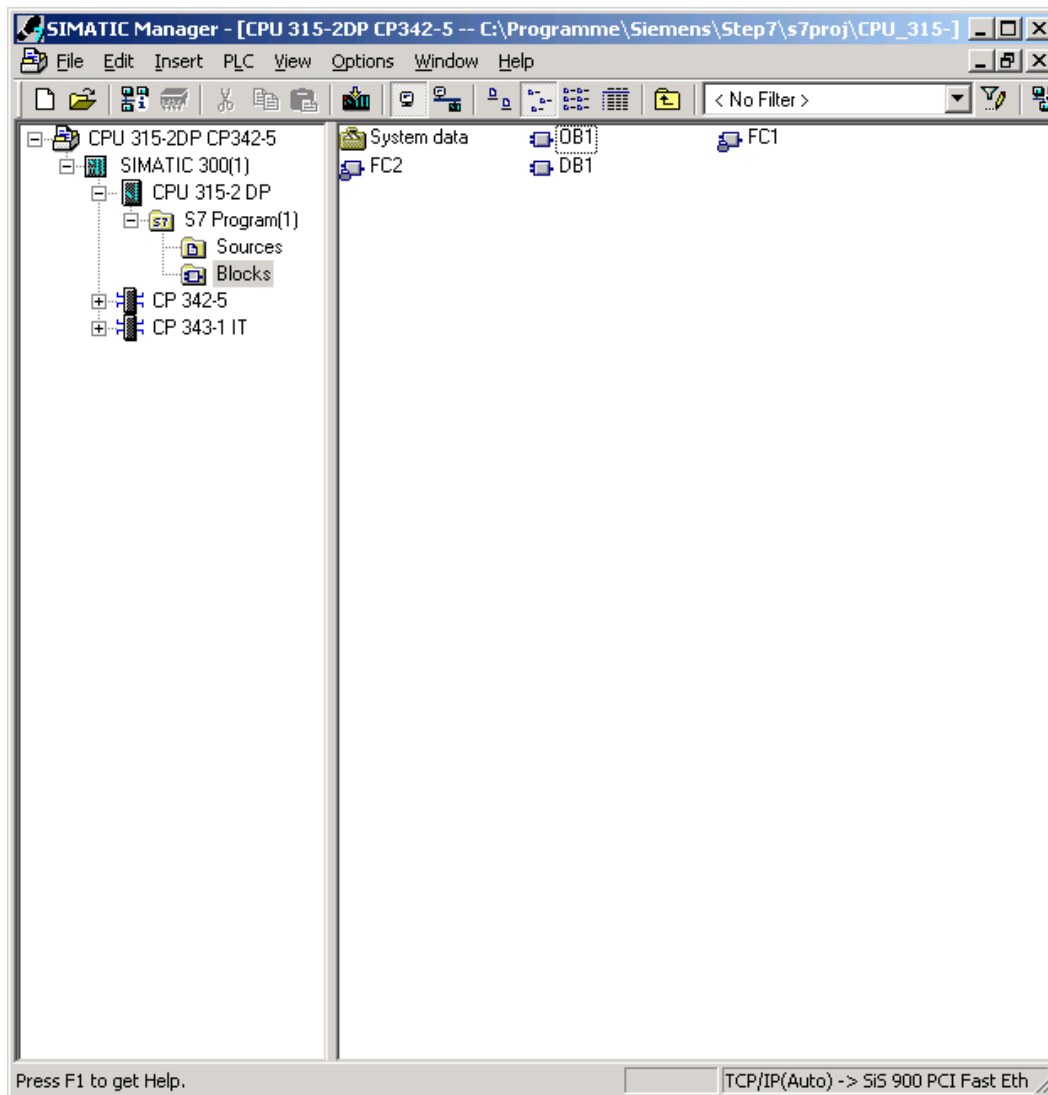 SIMATIC Manager - [CPU 315-2DP CP342-5 -- C:\Programme\Siemens\Step7\s7proj\CPU_315-]
File Edit Insert PLC View Options Window Help
< No Filter >
CPU 315-2DP CP342-5
SIMATIC 300(1)
CPU 315-2 DP
S7 Program(1)
Sources
Blocks
CP 342-5
CP 343-1 IT
System data OB1 FC1
FC2 DB1
Press F1 to get Help. TCP/IP(Auto) -> SiS 900 PCI Fast Eth